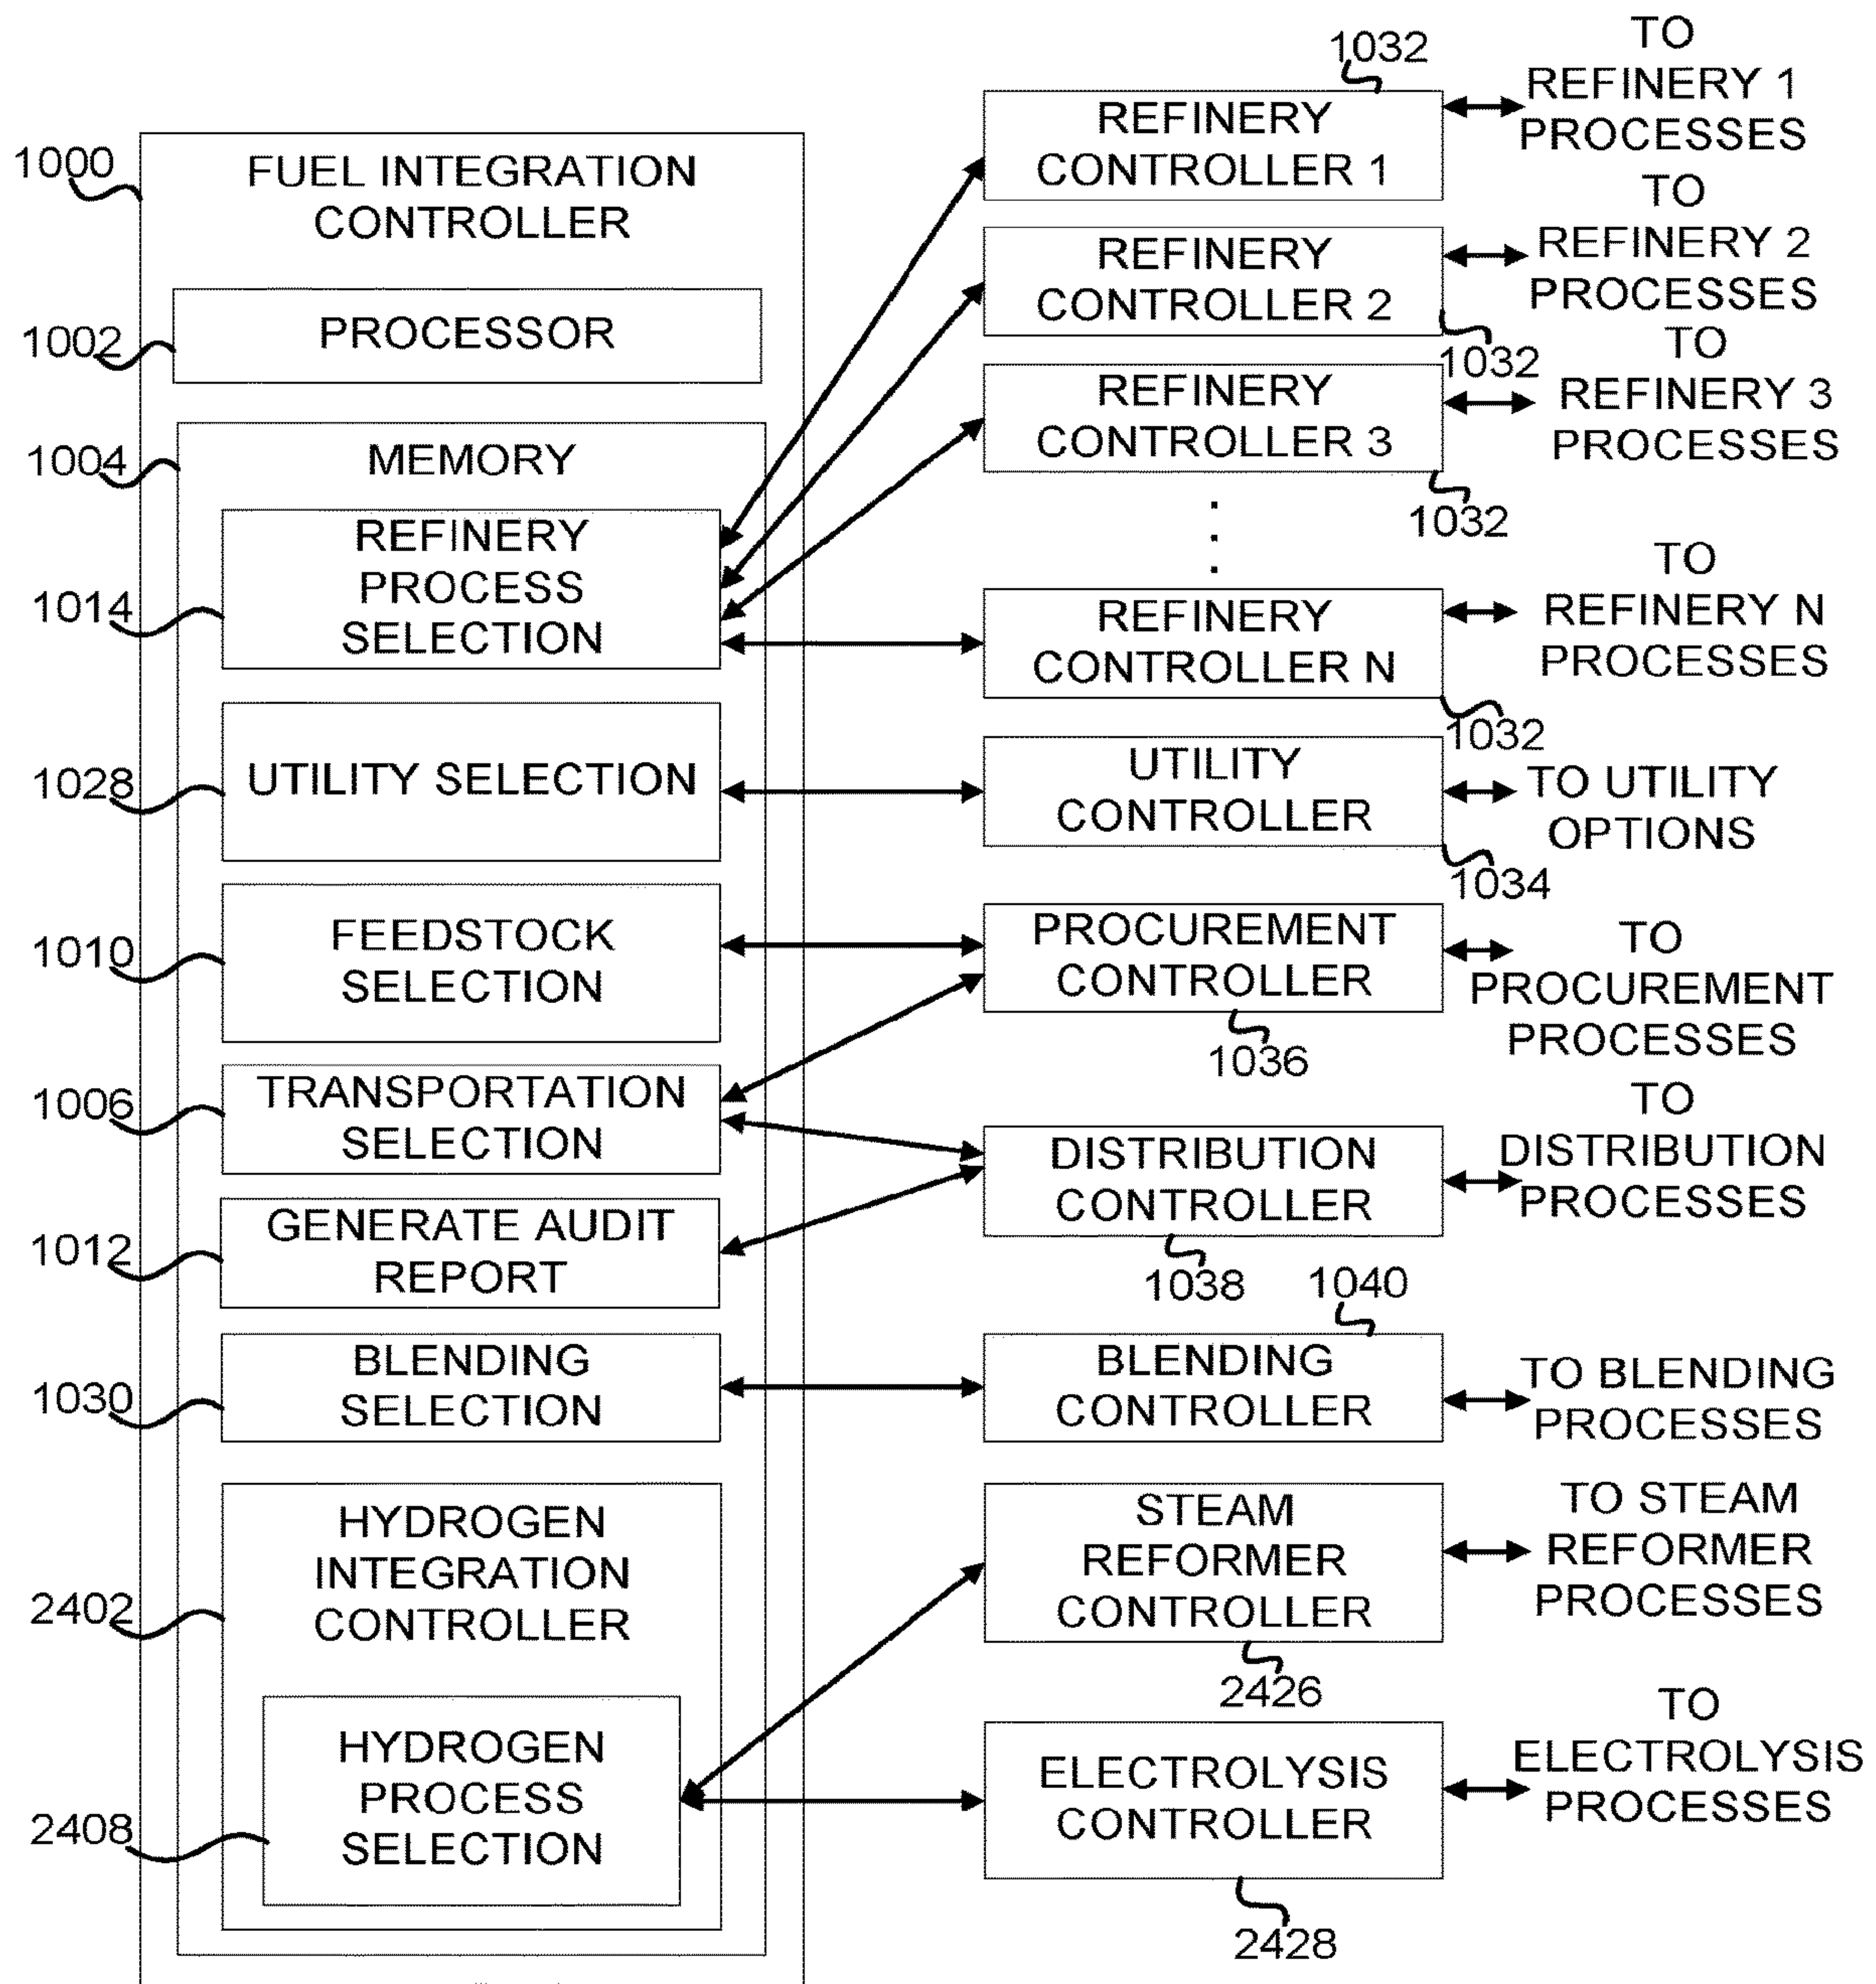 1000
FUEL INTEGRATION
CONTROLLER
1002
PROCESSOR
1004
MEMORY
1014
REFINERY
PROCESS
SELECTION
1028
UTILITY SELECTION
1010
FEEDSTOCK
SELECTION
1006
TRANSPORTATION
SELECTION
1012
GENERATE AUDIT
REPORT
1030
BLENDING
SELECTION
2402
HYDROGEN
INTEGRATION
CONTROLLER
2408
HYDROGEN
PROCESS
SELECTION
1032
REFINERY
CONTROLLER 1
TO
REFINERY 1
PROCESSES
REFINERY
CONTROLLER 2
1032
TO
REFINERY 2
PROCESSES
REFINERY
CONTROLLER 3
1032
TO
REFINERY 3
PROCESSES
REFINERY
CONTROLLER N
1032
TO
REFINERY N
PROCESSES
UTILITY
CONTROLLER
1034
TO UTILITY
OPTIONS
PROCUREMENT
CONTROLLER
1036
TO
PROCUREMENT
PROCESSES
DISTRIBUTION
CONTROLLER
1038
TO
DISTRIBUTION
PROCESSES
1040
BLENDING
CONTROLLER
TO BLENDING
PROCESSES
STEAM
REFORMER
CONTROLLER
2426
TO STEAM
REFORMER
PROCESSES
ELECTROLYSIS
CONTROLLER
2428
TO
ELECTROLYSIS
PROCESSES